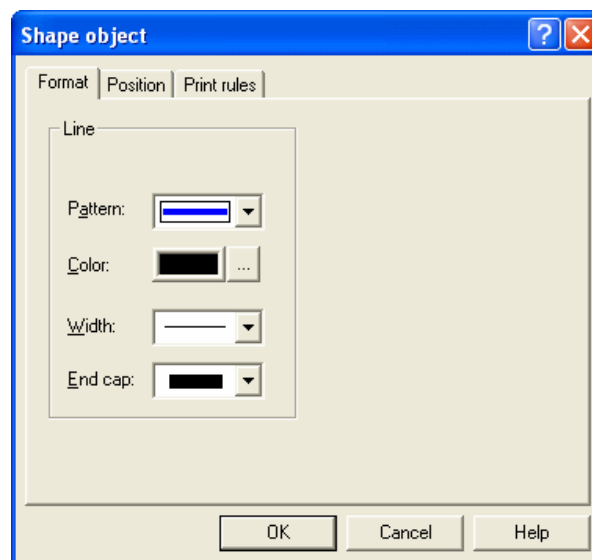 Shape object
Format Position Print rules
Line
Pattern:
Color: ...
Width:
End cap:
OK Cancel Help